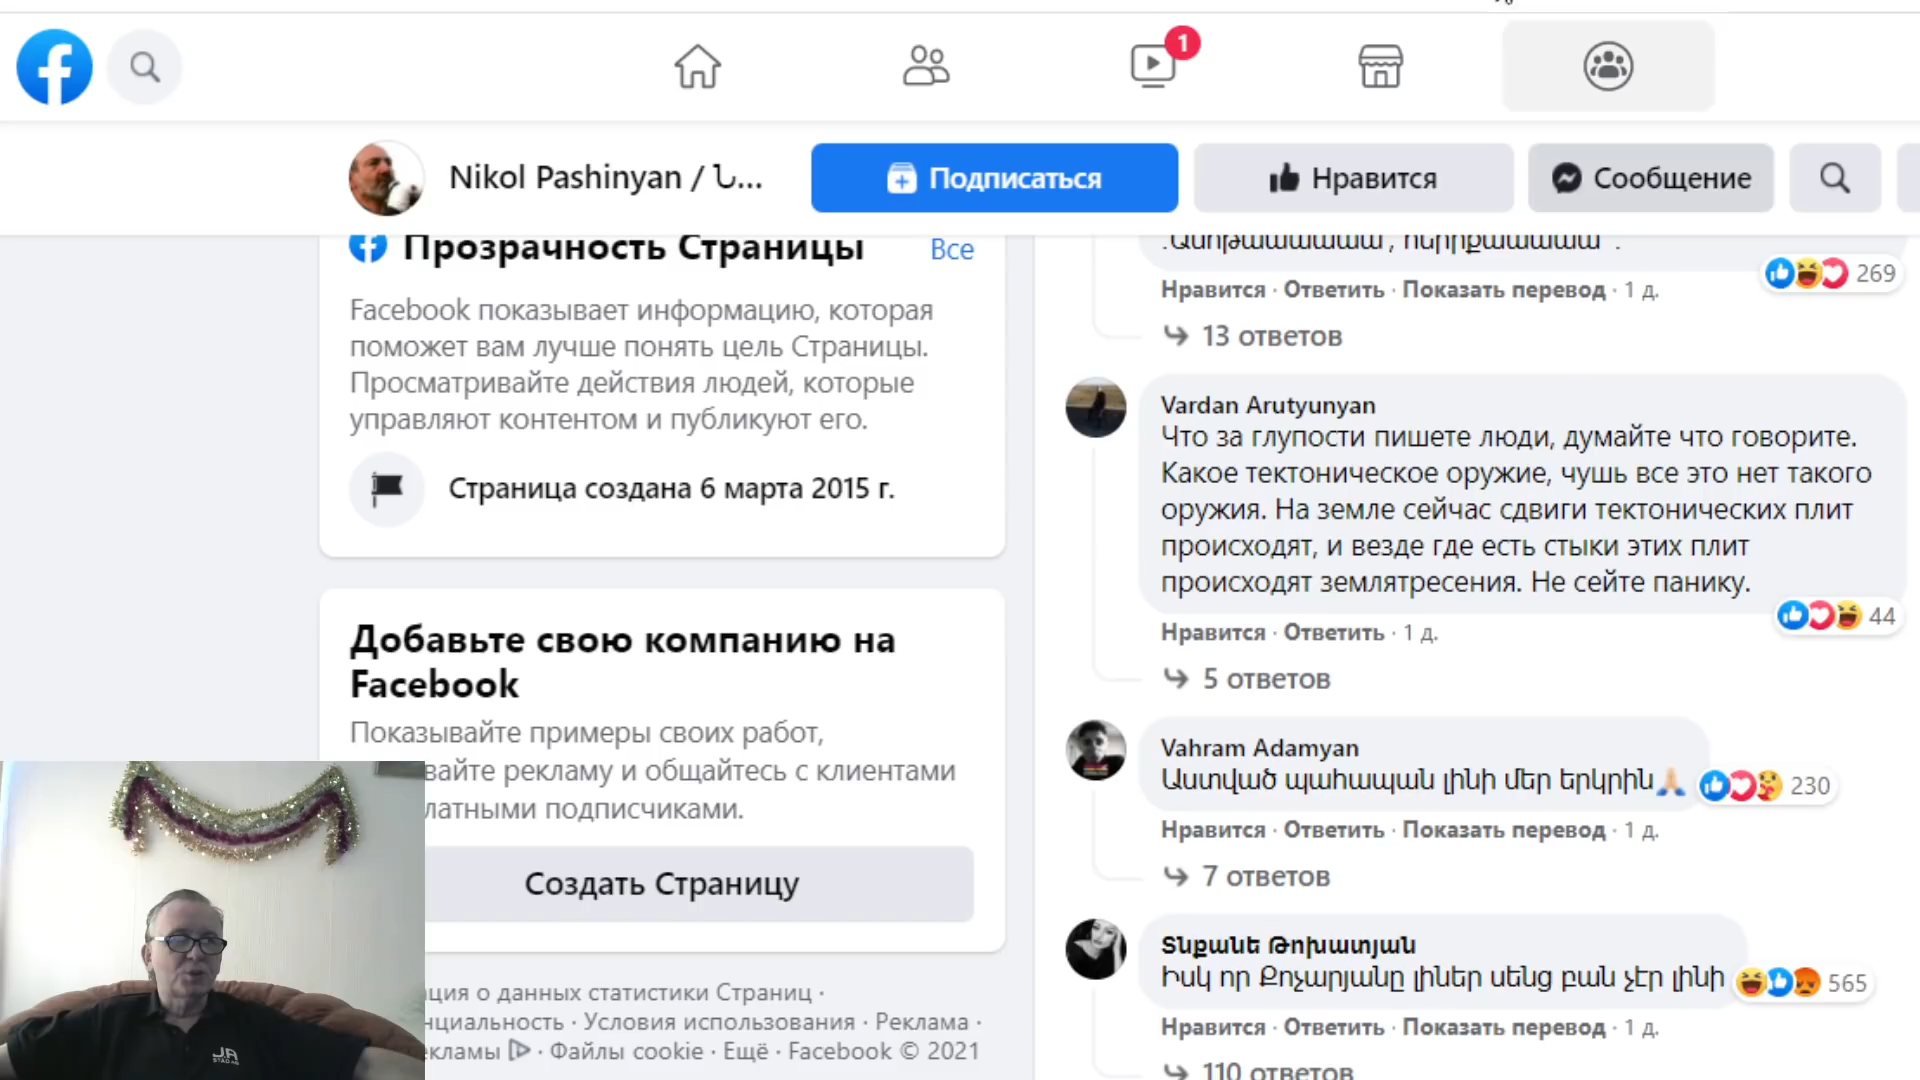 1
Nikol Pashinyan / Ն...
Подписаться
Нравится
Сообщение
Прозрачность Страницы
Все
Facebook показывает информацию, которая
поможет вам лучше понять цель Страницы.
Просматривайте действия людей, которые
управляют контентом и публикуют его.
Страница создана 6 марта 2015 г.
Добавьте свою компанию на
Facebook
Показывайте примеры своих работ,
рекламу и общайтесь с клиентами
подписчиками.
Создать Страницу
о данных статистики Страниц ·
· Условия использования · Реклама ·
· Файлы cookie · Ещё · Facebook © 2021
269
Нравится · Ответить · Показать перевод · 1 д.
13 ответов
Vardan Arutyunyan
Что за глупости пишете люди, думайте что говорите.
Какое тектоническое оружие, чушь все это нет такого
оружия. На земле сейчас сдвиги тектонических плит
происходят, и везде где есть стыки этих плит
происходят землятресения. Не сейте панику.
44
Нравится · Ответить · 1 д.
5 ответов
Vahram Adamyan
Աստված պահապան լինի մեր երկրին🙏🏻
230
Нравится · Ответить · Показать перевод · 1 д.
7 ответов
Տնքանե Թոխատյան
Իսկ որ Քոչարյանը լիներ սենց բան չէր լինի
565
Нравится · Ответить · Показать перевод · 1 д.
110 ответов